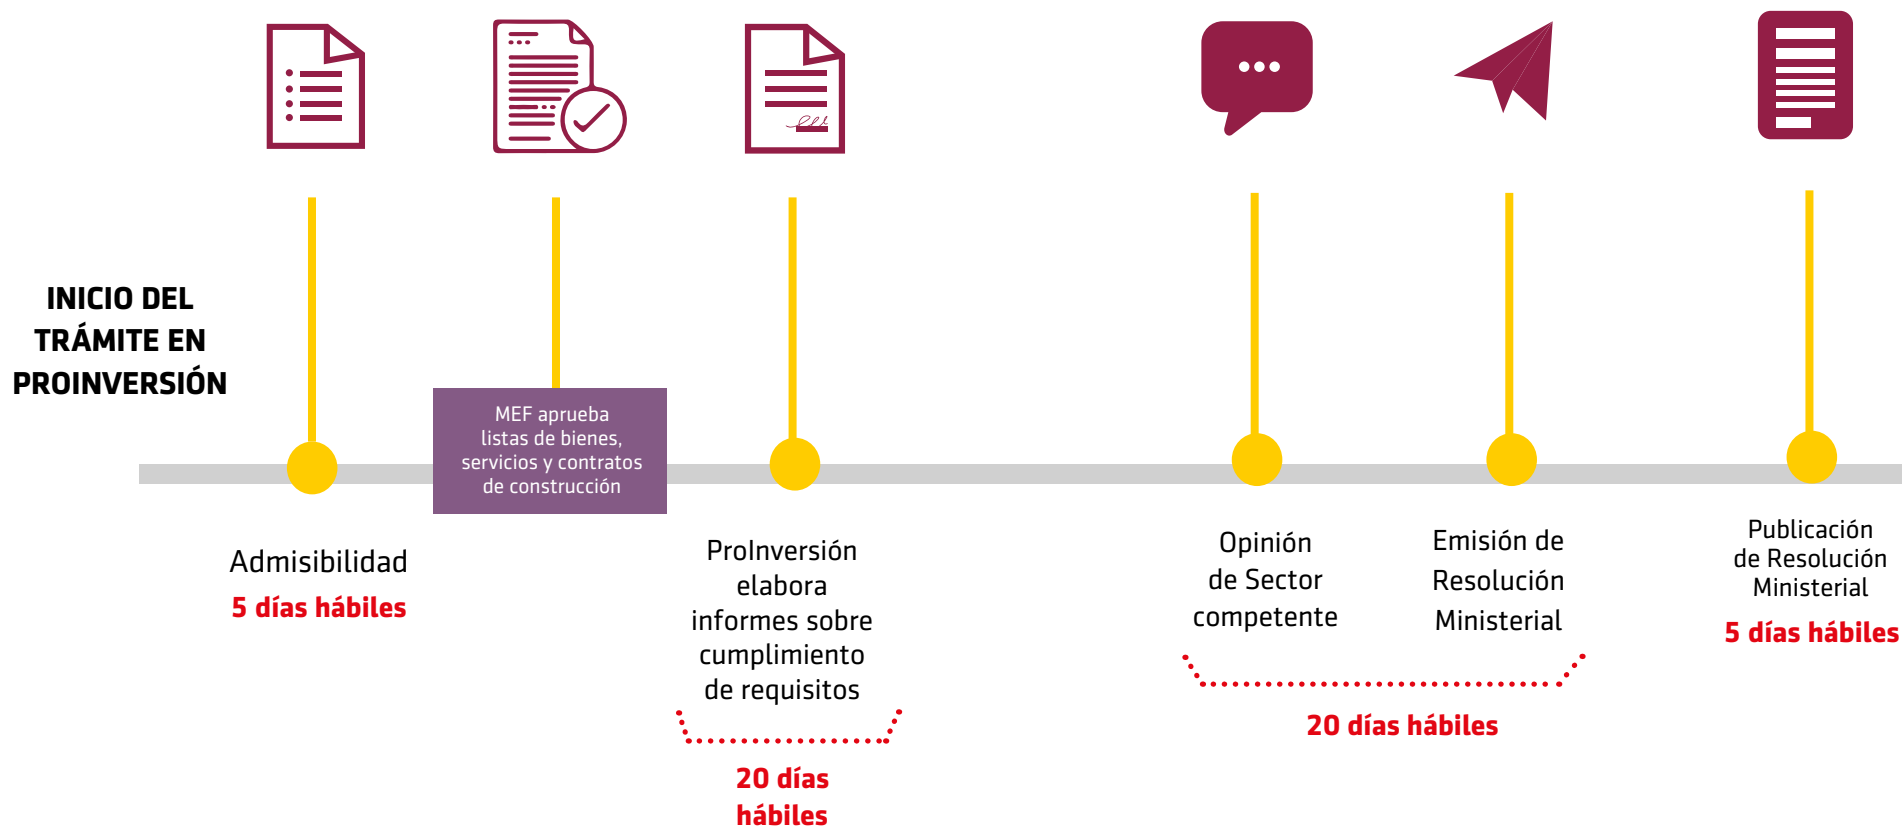 INICIO DEL
TRÁMITE EN
PROINVERSIÓN
Admisibilidad
5 días hábiles
MEF aprueba
listas de bienes,
servicios y contratos
de construcción
ProInversión
elabora
informes sobre
cumplimiento
de requisitos
20 días
hábiles
Opinión
de Sector
competente
Emisión de
Resolución
Ministerial
20 días hábiles
Publicación
de Resolución
Ministerial
5 días hábiles